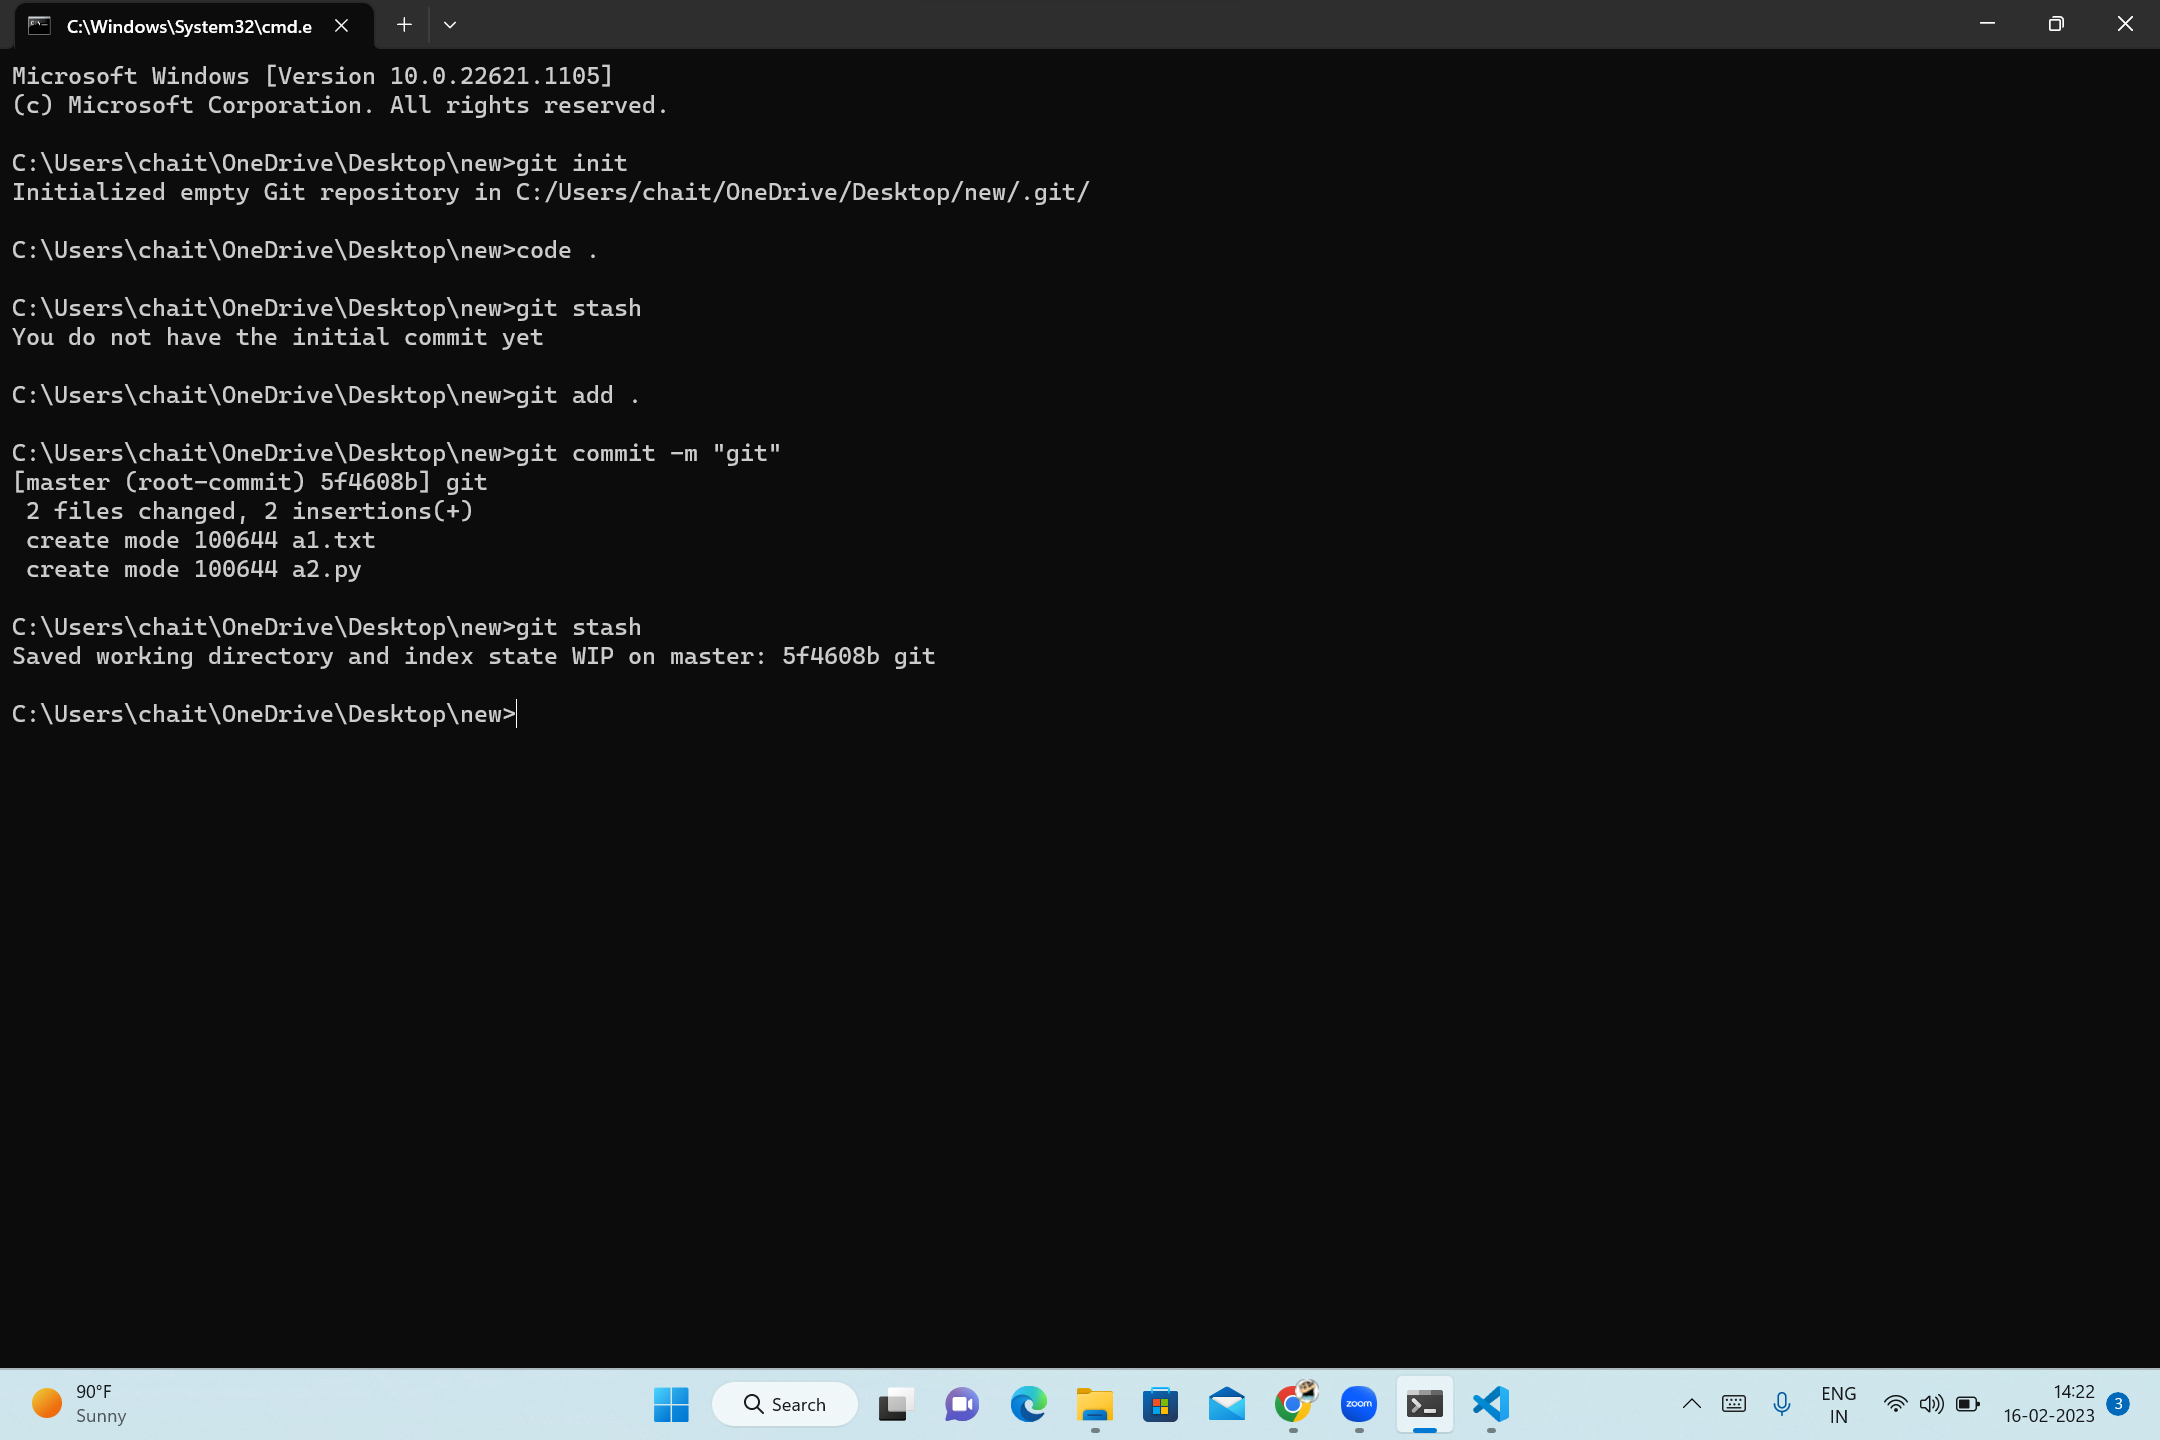 C:\Windows\System32\cmd.e
Microsoft Windows [Version 10.0.22621.1105]
(c) Microsoft Corporation. All rights reserved.
C:\Users\chait\OneDrive\Desktop\new>git init
Initialized empty Git repository in C:/Users/chait/OneDrive/Desktop/new/.git/
C:\Users\chait\OneDrive\Desktop\new>code .
C:\Users\chait\OneDrive\Desktop\new>git stash
You do not have the initial commit yet
C:\Users\chait\OneDrive\Desktop\new>git add .
C:\Users\chait\OneDrive\Desktop\new>git commit -m "git"
[master (root-commit) 5f4608b] git
 2 files changed, 2 insertions(+)
 create mode 100644 a1.txt
 create mode 100644 a2.py
C:\Users\chait\OneDrive\Desktop\new>git stash
Saved working directory and index state WIP on master: 5f4608b git
C:\Users\chait\OneDrive\Desktop\new>
90°F
Sunny
Search
zoom
ENG
IN
14:22
16-02-2023
3